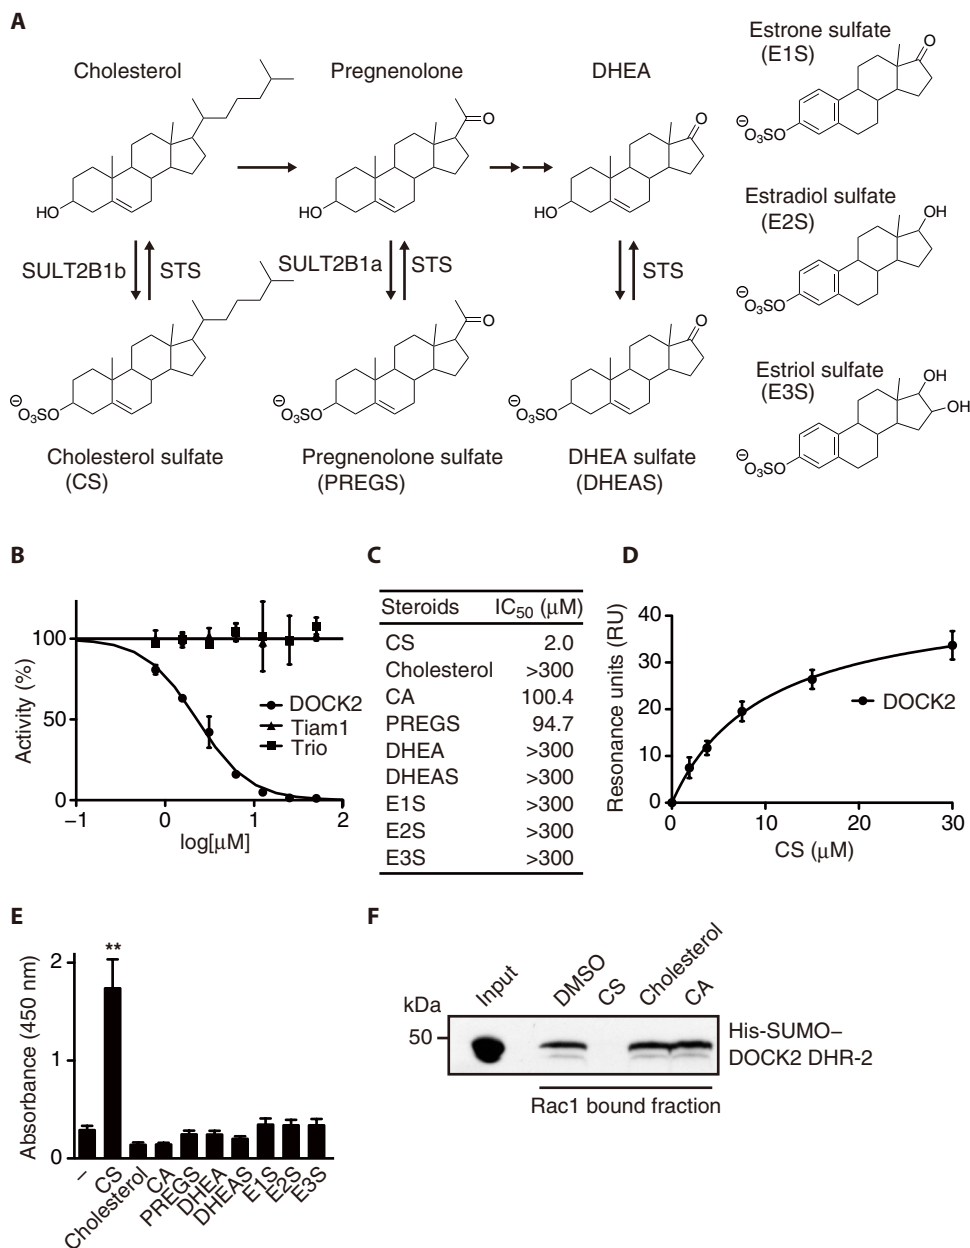 A
Cholesterol
Pregnenolone
DHEA
HO
O
HO
O
HO
SULT2B1b
STS
SULT2B1a
STS
STS
⊖
O3SO
O
⊖
O3SO
O
⊖
O3SO
Cholesterol sulfate
(CS)
Pregnenolone sulfate
(PREGS)
DHEA sulfate
(DHEAS)
Estrone sulfate
(E1S)
O
⊖
O3SO
Estradiol sulfate
(E2S)
OH
⊖
O3SO
Estriol sulfate
(E3S)
OH
OH
⊖
O3SO
B
Activity (%)
100
50
0
−1 0 1 2
log[μM]
DOCK2
Tiam1
Trio
C
Steroids IC50 (μM)
CS 2.0
Cholesterol >300
CA 100.4
PREGS 94.7
DHEA >300
DHEAS >300
E1S >300
E2S >300
E3S >300
D
Resonance units (RU)
40
30
20
10
0
0 10 20 30
CS (μM)
DOCK2
E
Absorbance (450 nm)
2
1
0
**
–
CS
Cholesterol
CA
PREGS
DHEA
DHEAS
E1S
E2S
E3S
F
kDa
50
Input
DMSO
CS
Cholesterol
CA
His-SUMO–
DOCK2 DHR-2
Rac1 bound fraction